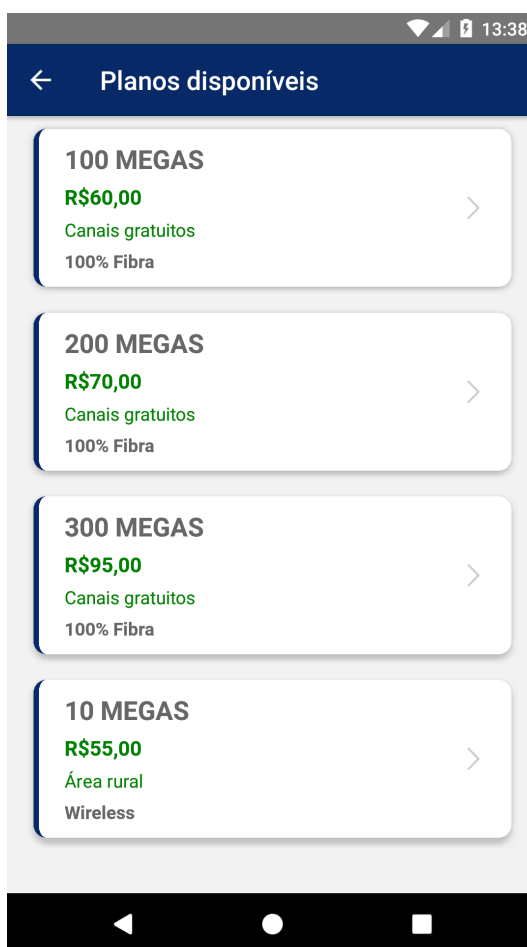 13:38
Planos disponíveis
100 MEGAS
R$60,00
Canais gratuitos
100% Fibra
200 MEGAS
R$70,00
Canais gratuitos
100% Fibra
300 MEGAS
R$95,00
Canais gratuitos
100% Fibra
10 MEGAS
R$55,00
Área rural
Wireless